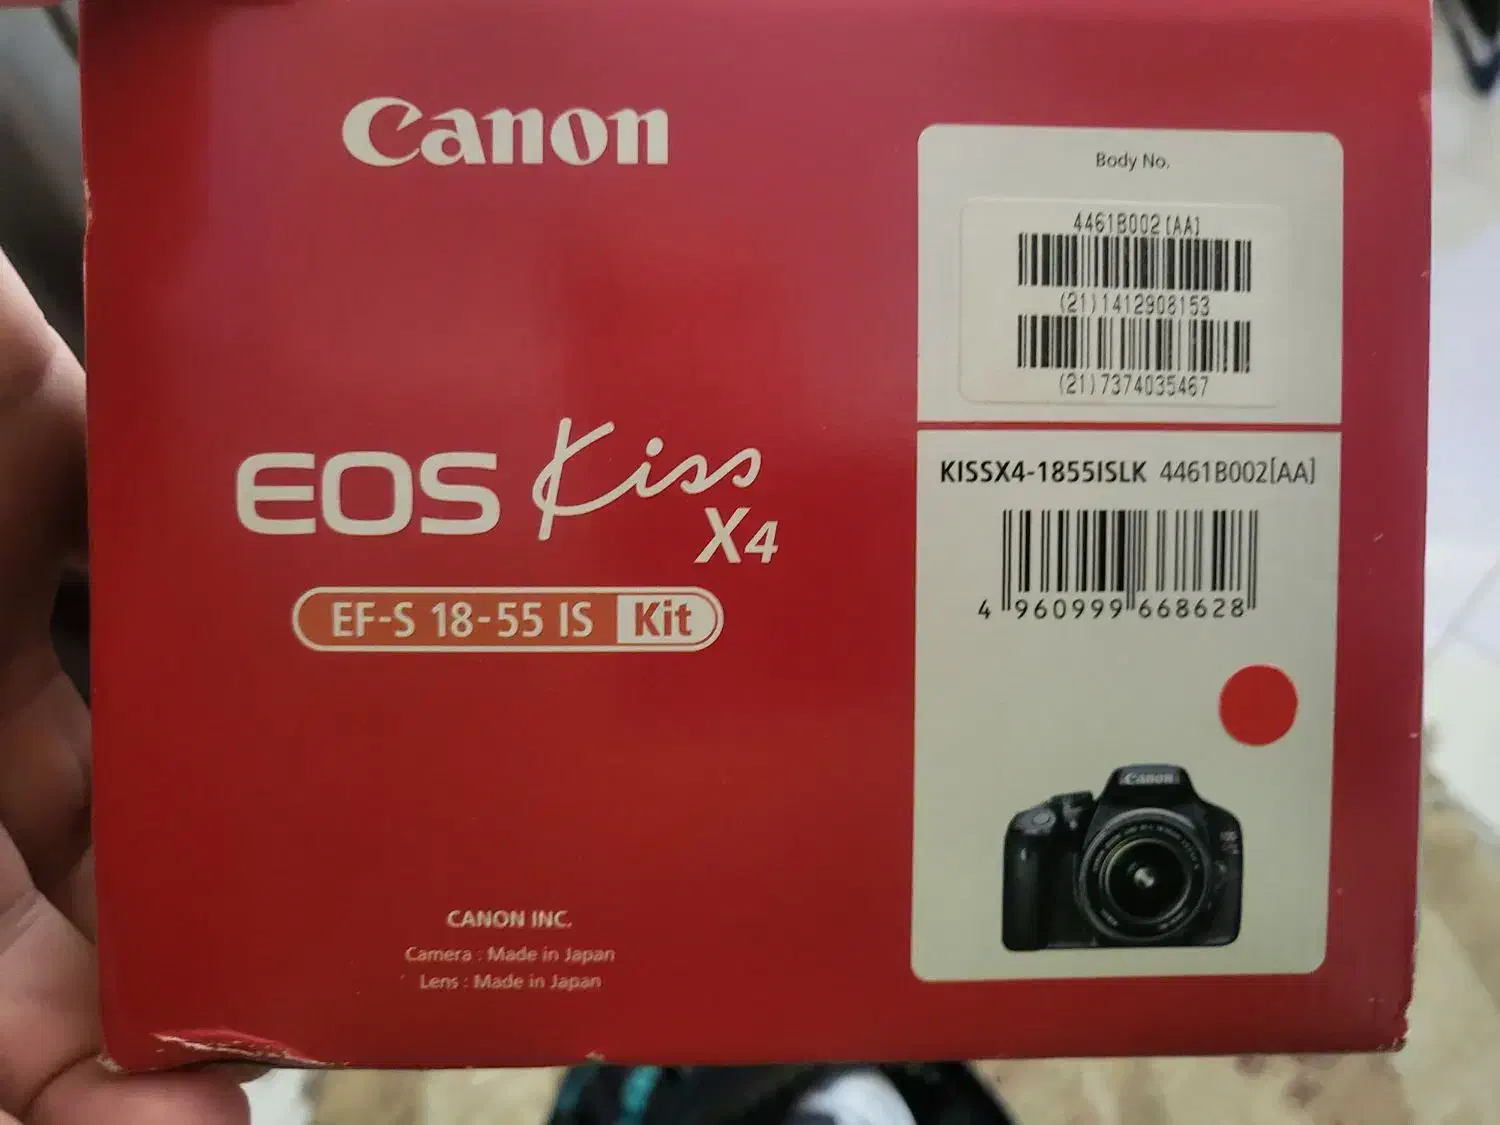 Canon
EOS Kiss
X4
EF-S 18-55 IS Kit
CANON INC.
Camera : Made in Japan
Lens : Made in Japan
Body No.
4461B002[AA]
(21)1412908153
(21)7374035467
KISSX4-1855ISLK 4461B002[AA]
4 960999 668628
Canon